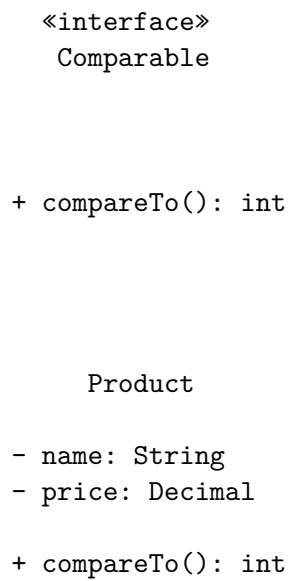 «interface»
Comparable
+ compareTo(): int
Product
- name: String
- price: Decimal
+ compareTo(): int